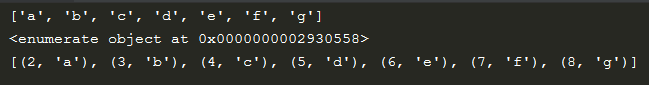 ['a', 'b', 'c', 'd', 'e', 'f', 'g']
<enumerate object at 0x0000000002930558>
[(2, 'a'), (3, 'b'), (4, 'c'), (5, 'd'), (6, 'e'), (7, 'f'), (8, 'g')]